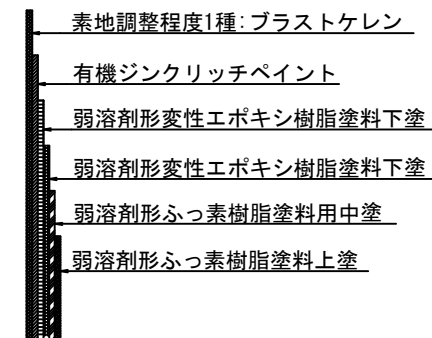 素地調整程度1種:ブラストケレン
有機ジンクリッチペイント
弱溶剤形変性エポキシ樹脂塗料下塗
弱溶剤形変性エポキシ樹脂塗料下塗
弱溶剤形ふっ素樹脂塗料用中塗
弱溶剤形ふっ素樹脂塗料上塗